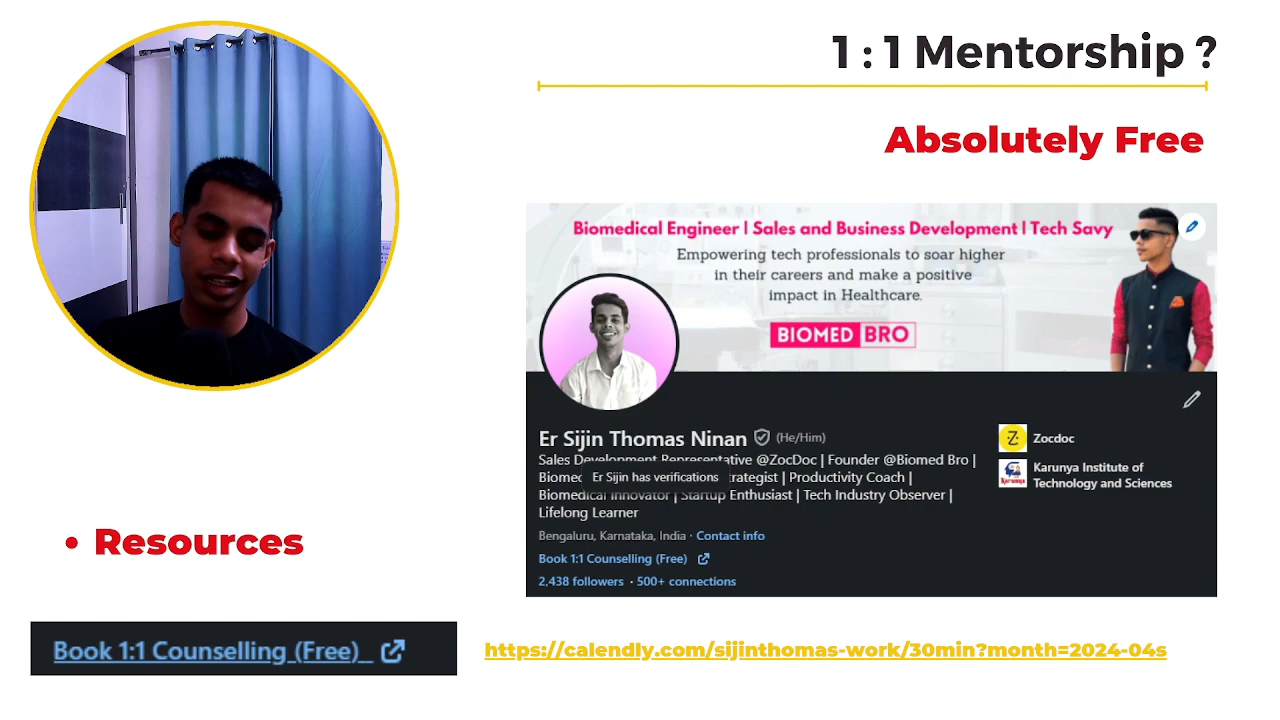 1 : 1 Mentorship ?
Absolutely Free
Biomedical Engineer | Sales and Business Development | Tech Savy
Empowering tech professionals to soar higher
in their careers and make a positive
impact in Healthcare.
BIOMED BRO
Er Sijin Thomas Ninan (He/Him)
Sales Development Representative @ZocDoc | Founder @Biomed Bro |
Er Sijin has verifications
| Productivity Coach |
Biomedical Innovator | Startup Enthusiast | Tech Industry Observer |
Lifelong Learner
Bengaluru, Karnataka, India · Contact info
Book 1:1 Counselling (Free)
2,438 followers · 500+ connections
Zocdoc
Karunya Institute of
Technology and Sciences
• Resources
Book 1:1 Counselling (Free)
https://calendly.com/sijinthomas-work/30min?month=2024-04s